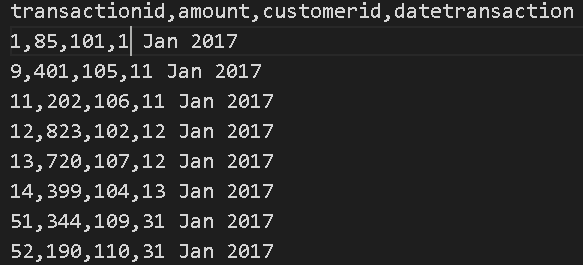 transactionid,amount,customerid,datetransaction
1,85,101,1 Jan 2017
9,401,105,11 Jan 2017
11,202,106,11 Jan 2017
12,823,102,12 Jan 2017
13,720,107,12 Jan 2017
14,399,104,13 Jan 2017
51,344,109,31 Jan 2017
52,190,110,31 Jan 2017